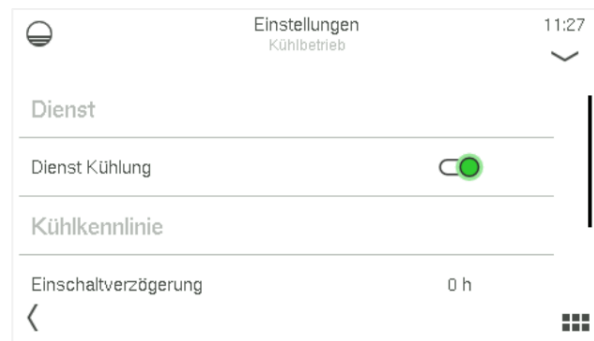 Einstellungen
11:27
Kühlbetrieb
Dienst
Dienst Kühlung
Kühlkennlinie
Einschaltverzögerung 0 h